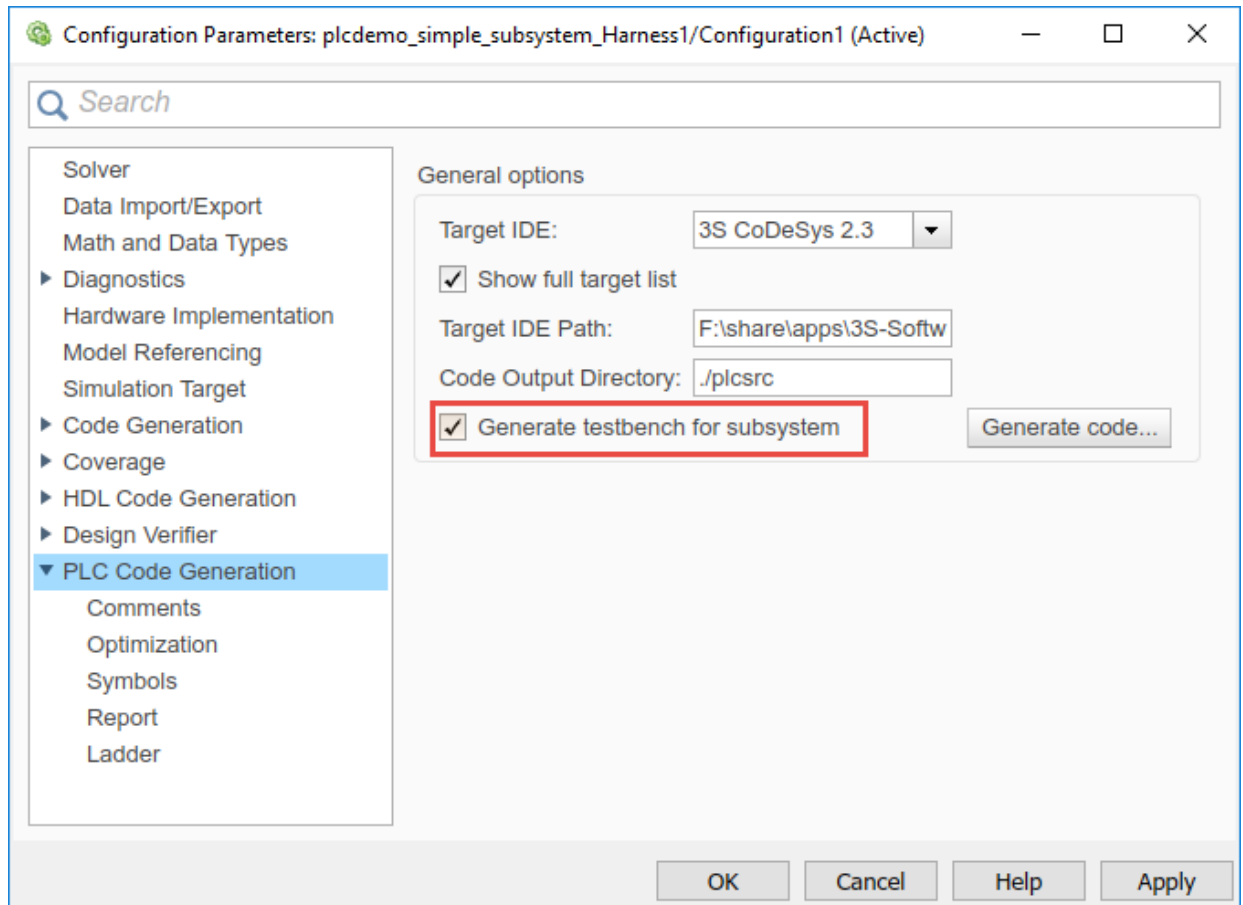 Configuration Parameters: plcdemo_simple_subsystem_Harness1/Configuration1 (Active)
Search
Solver
Data Import/Export
Math and Data Types
Diagnostics
Hardware Implementation
Model Referencing
Simulation Target
Code Generation
Coverage
HDL Code Generation
Design Verifier
PLC Code Generation
Comments
Optimization
Symbols
Report
Ladder
General options
Target IDE: 3S CoDeSys 2.3
Show full target list
Target IDE Path: F:\share\apps\3S-Softw
Code Output Directory: ./plcsrc
Generate testbench for subsystem Generate code...
OK Cancel Help Apply